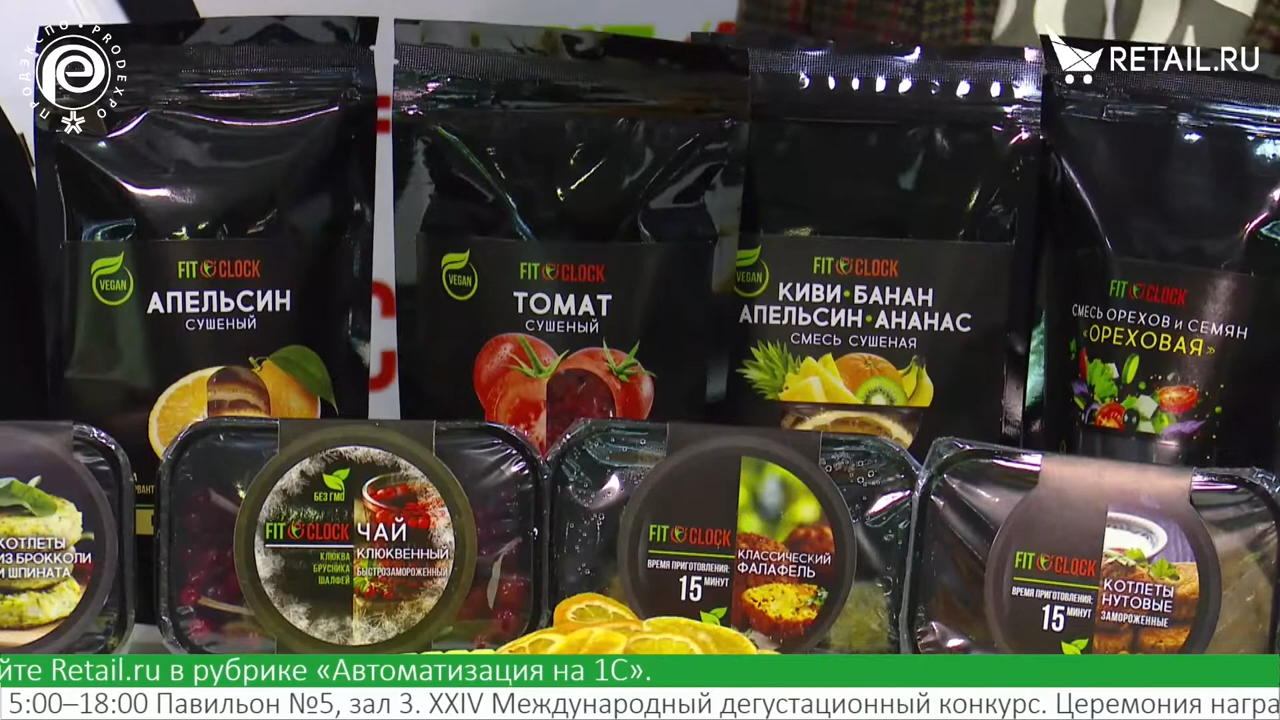 ПРОДЭКСПО • PRODEXPO
RETAIL.RU
VEGAN
FIT CLOCK
АПЕЛЬСИН
СУШЕНЫЙ
VEGAN
FIT CLOCK
ТОМАТ
СУШЕНЫЙ
VEGAN
FIT CLOCK
КИВИ•БАНАН
АПЕЛЬСИН•АНАНАС
СМЕСЬ СУШЕНАЯ
FIT CLOCK
СМЕСЬ ОРЕХОВ И СЕМЯН
«ОРЕХОВАЯ»
КОТЛЕТЫ
ИЗ БРОККОЛИ
И ШПИНАТА
БЕЗ ГМО
FIT CLOCK
КЛЮКВА
БРУСНИКА
ШАЛФЕЙ
ЧАЙ
КЛЮКВЕННЫЙ
БЫСТРОЗАМОРОЖЕННЫЙ
FIT CLOCK
ВРЕМЯ ПРИГОТОВЛЕНИЯ:
15 МИНУТ
КЛАССИЧЕСКИЙ
ФАЛАФЕЛЬ
FIT CLOCK
ВРЕМЯ ПРИГОТОВЛЕНИЯ:
15 МИНУТ
КОТЛЕТЫ
НУТОВЫЕ
ЗАМОРОЖЕННЫЕ
йте Retail.ru в рубрике «Автоматизация на 1С».
5:00–18:00 Павильон №5, зал 3. XXIV Международный дегустационный конкурс. Церемония награ